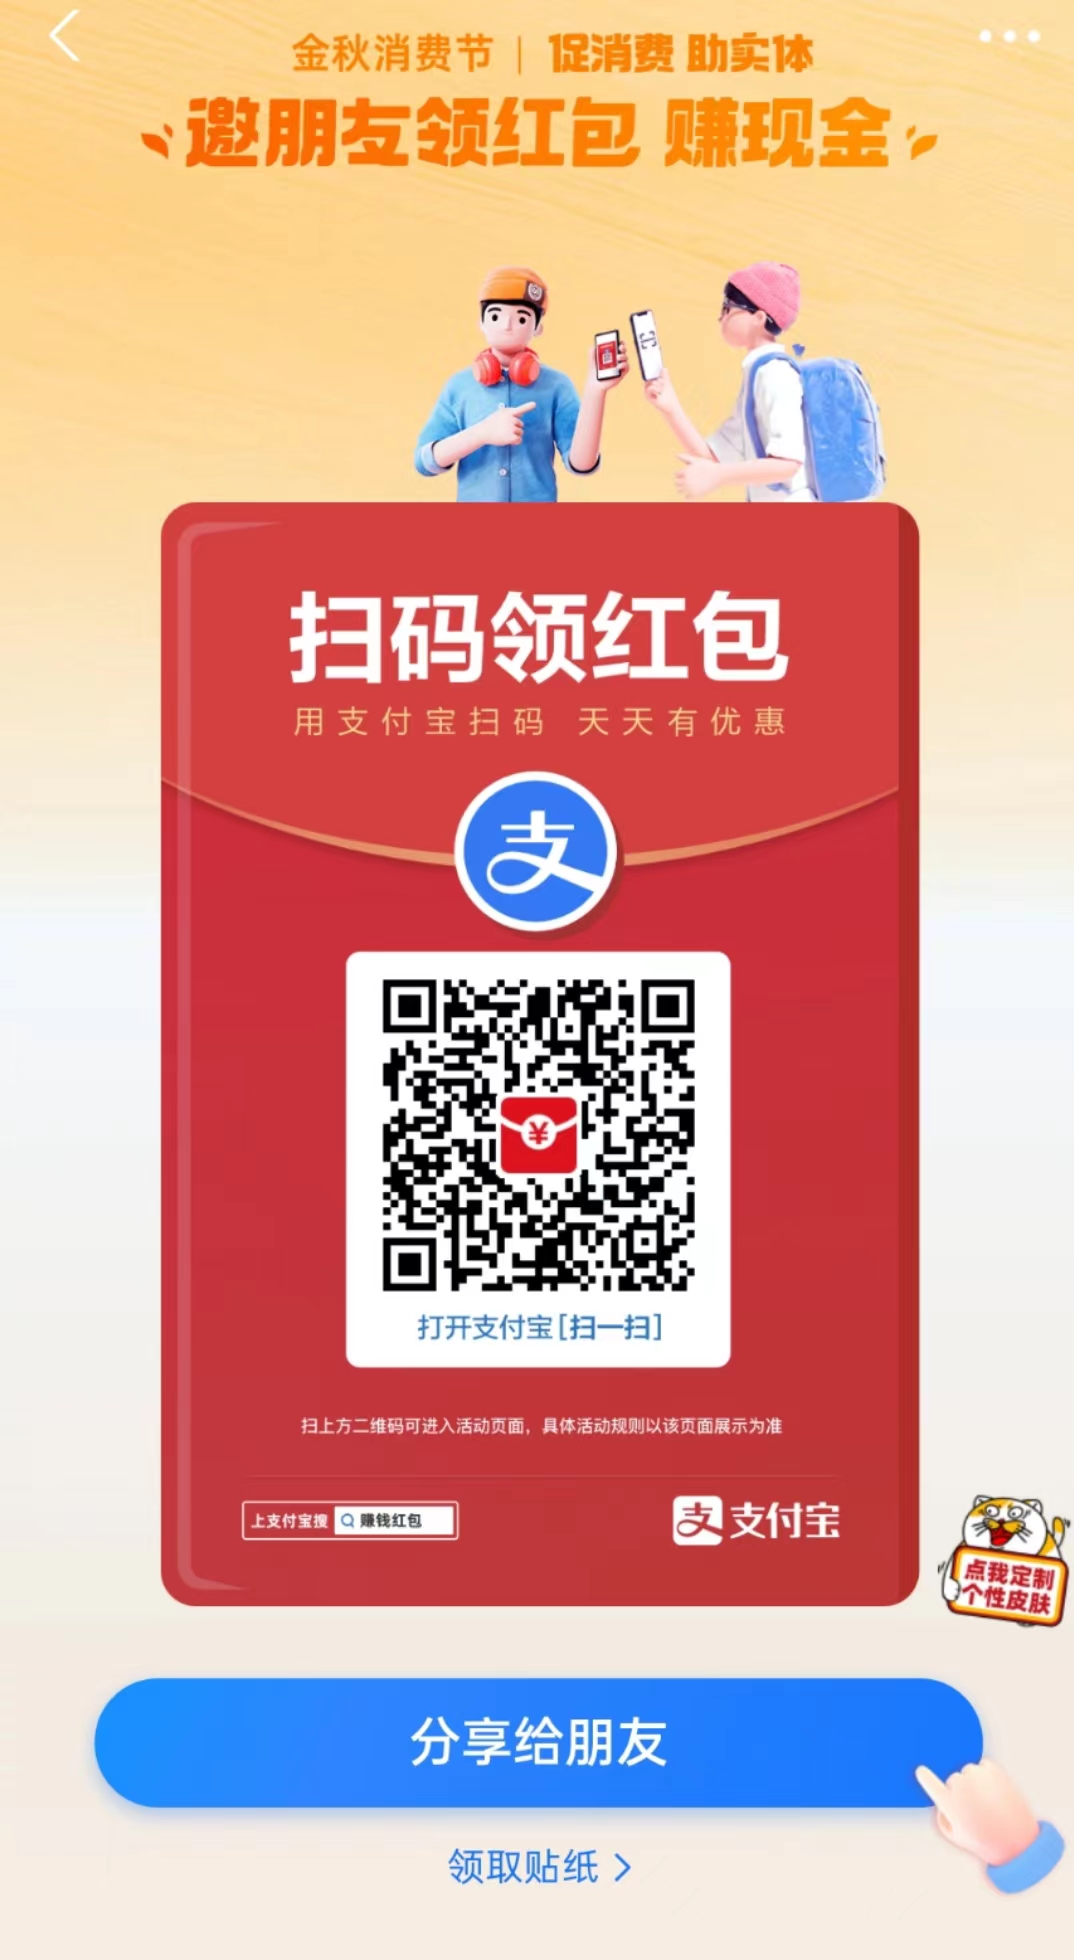 金秋消费节 | 促消费 助实体
邀朋友领红包 赚现金
扫码领红包
用支付宝扫码 天天有优惠
支
¥
打开支付宝[扫一扫]
扫上方二维码可进入活动页面，具体活动规则以该页面展示为准
上支付宝搜 赚钱红包
支 支付宝
点我定制
个性皮肤
分享给朋友
领取贴纸 >